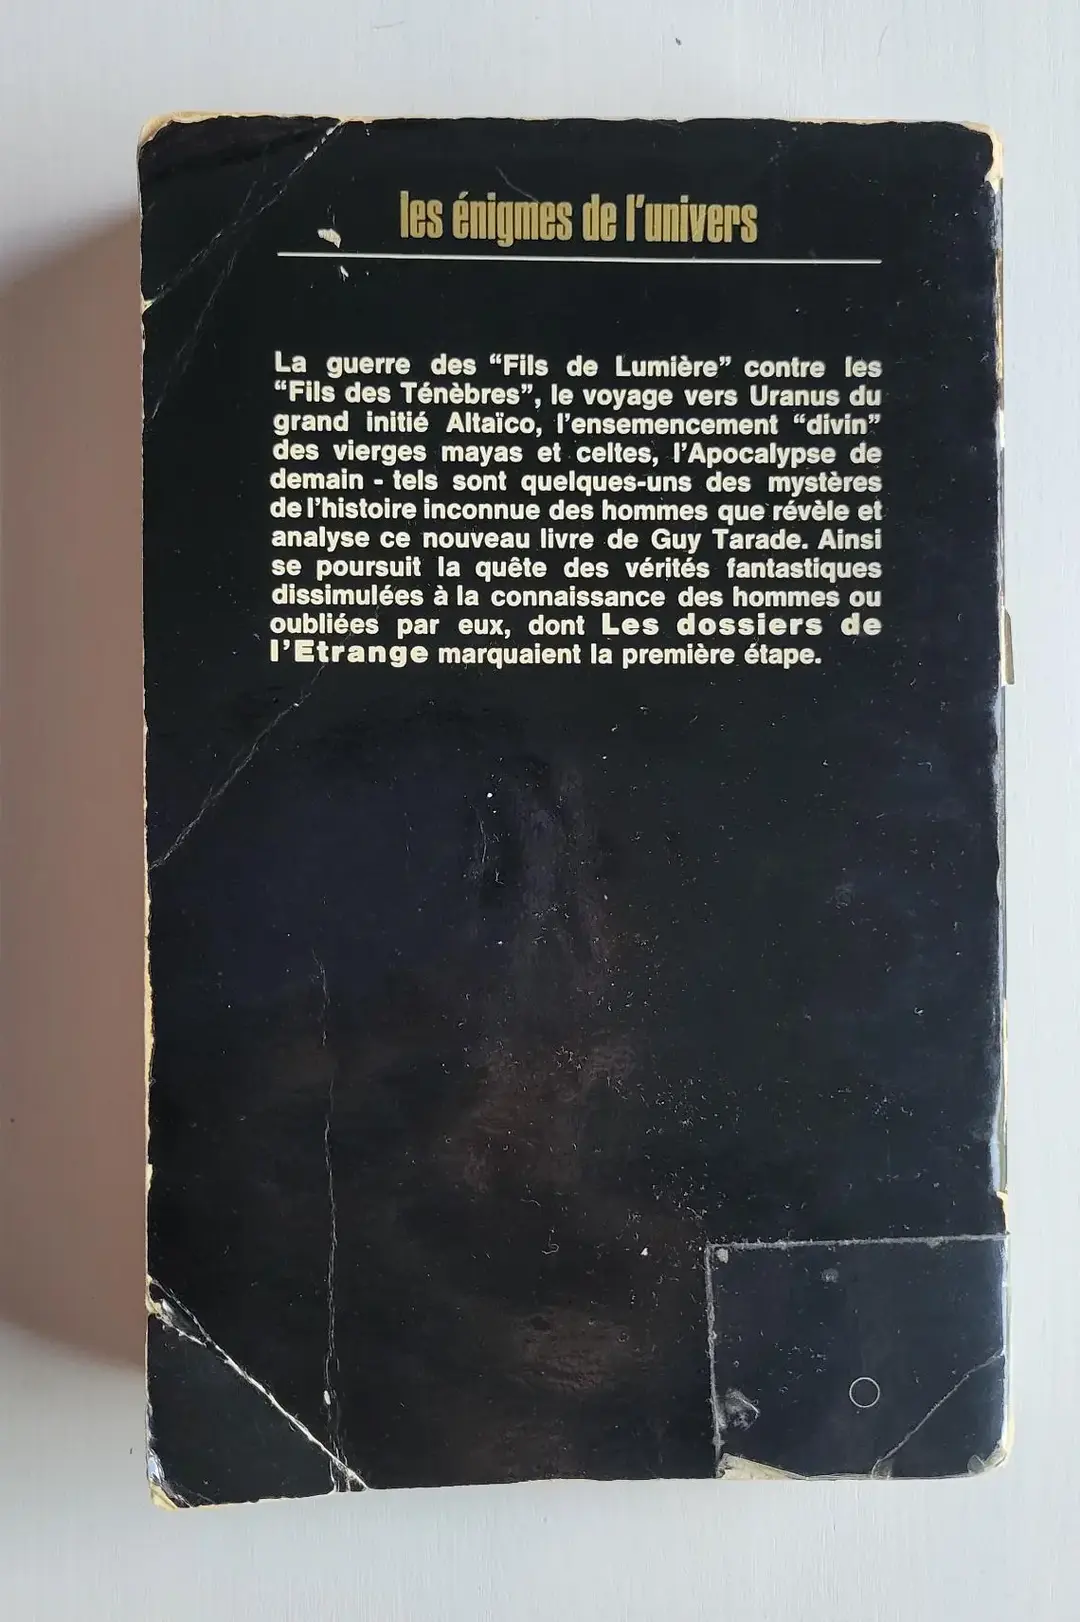 les énigmes de l'univers
La guerre des "Fils de Lumière" contre les
"Fils des Ténèbres", le voyage vers Uranus du
grand initié Altaïco, l'ensemencement "divin"
des vierges mayas et celtes, l'Apocalypse de
demain - tels sont quelques-uns des mystères
de l'histoire inconnue des hommes que révèle et
analyse ce nouveau livre de Guy Tarade. Ainsi
se poursuit la quête des vérités fantastiques
dissimulées à la connaissance des hommes ou
oubliées par eux, dont Les dossiers de
l'Etrange marquaient la première étape.